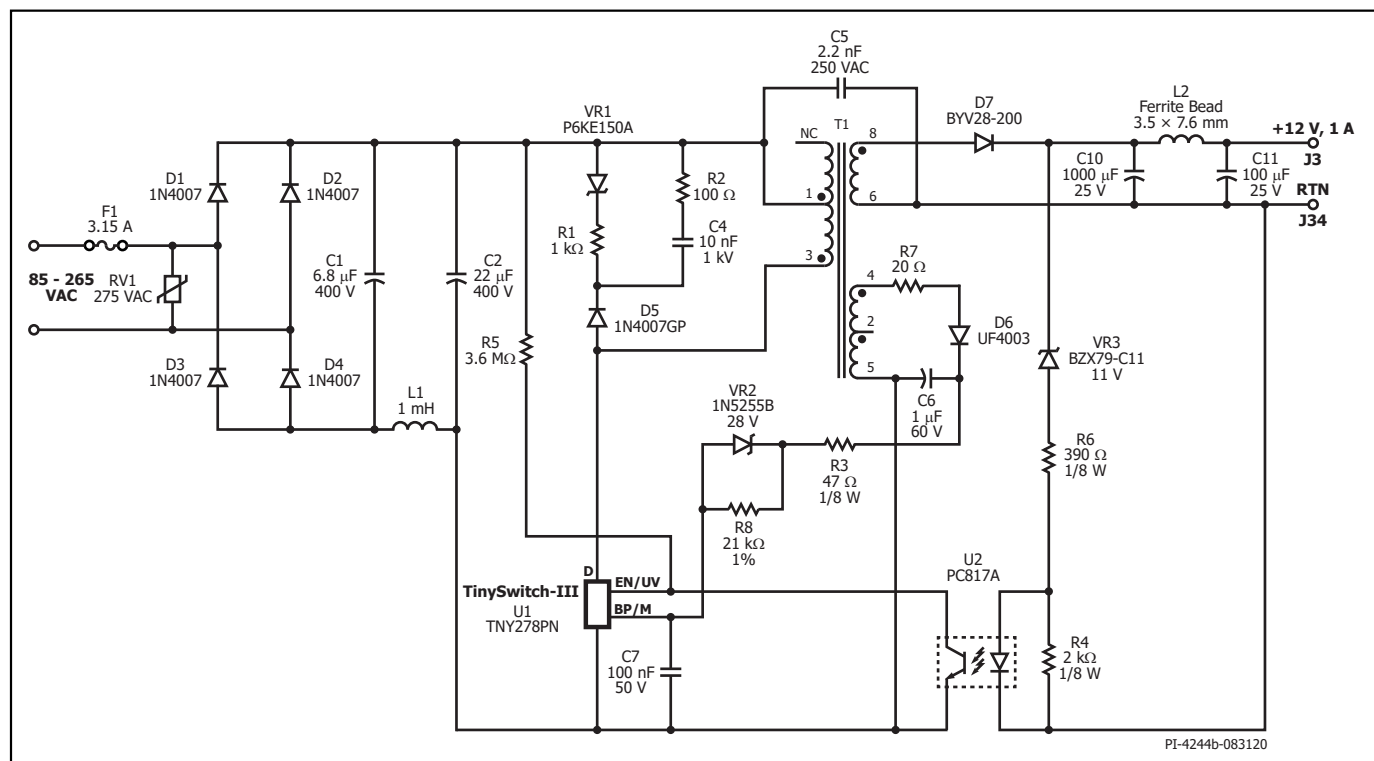 C5
2.2 nF
250 VAC
VR1
P6KE150A
D7
BYV28-200
L2
Ferrite Bead
3.5 × 7.6 mm
+12 V, 1 A
J3
NC
T1
8
C10
1000 μF
25 V
C11
100 μF
25 V
RTN
J34
D1
1N4007
D2
1N4007
R2
100 Ω
1
6
F1
3.15 A
R1
1 kΩ
C4
10 nF
1 kV
3
85 - 265
VAC
RV1
275 VAC
C1
6.8 μF
400 V
C2
22 μF
400 V
R7
20 Ω
4
D5
1N4007GP
2
D6
UF4003
R5
3.6 MΩ
VR3
BZX79-C11
11 V
D3
1N4007
D4
1N4007
5
L1
1 mH
VR2
1N5255B
28 V
C6
1 μF
60 V
R3
47 Ω
1/8 W
R6
390 Ω
1/8 W
R8
21 kΩ
1%
U2
PC817A
D
EN/UV
TinySwitch-III
U1
TNY278PN
BP/M
C7
100 nF
50 V
R4
2 kΩ
1/8 W
PI-4244b-083120